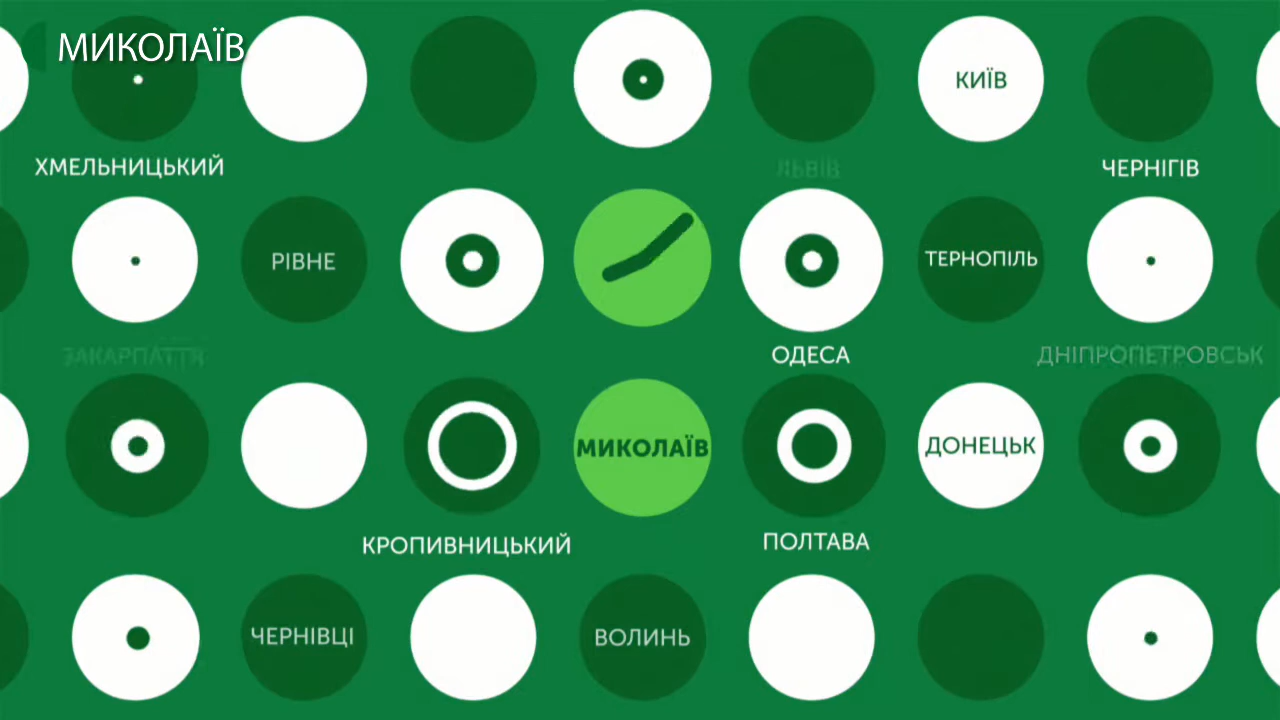 МИКОЛАЇВ
КИЇВ
ХМЕЛЬНИЦЬКИЙ
ЛЬВІВ
ЧЕРНІГІВ
РІВНЕ
ТЕРНОПІЛЬ
ЗАКАРПАТТЯ
ОДЕСА
ДНІПРОПЕТРОВСЬК
МИКОЛАЇВ
ДОНЕЦЬК
КРОПИВНИЦЬКИЙ
ПОЛТАВА
ЧЕРНІВЦІ
ВОЛИНЬ